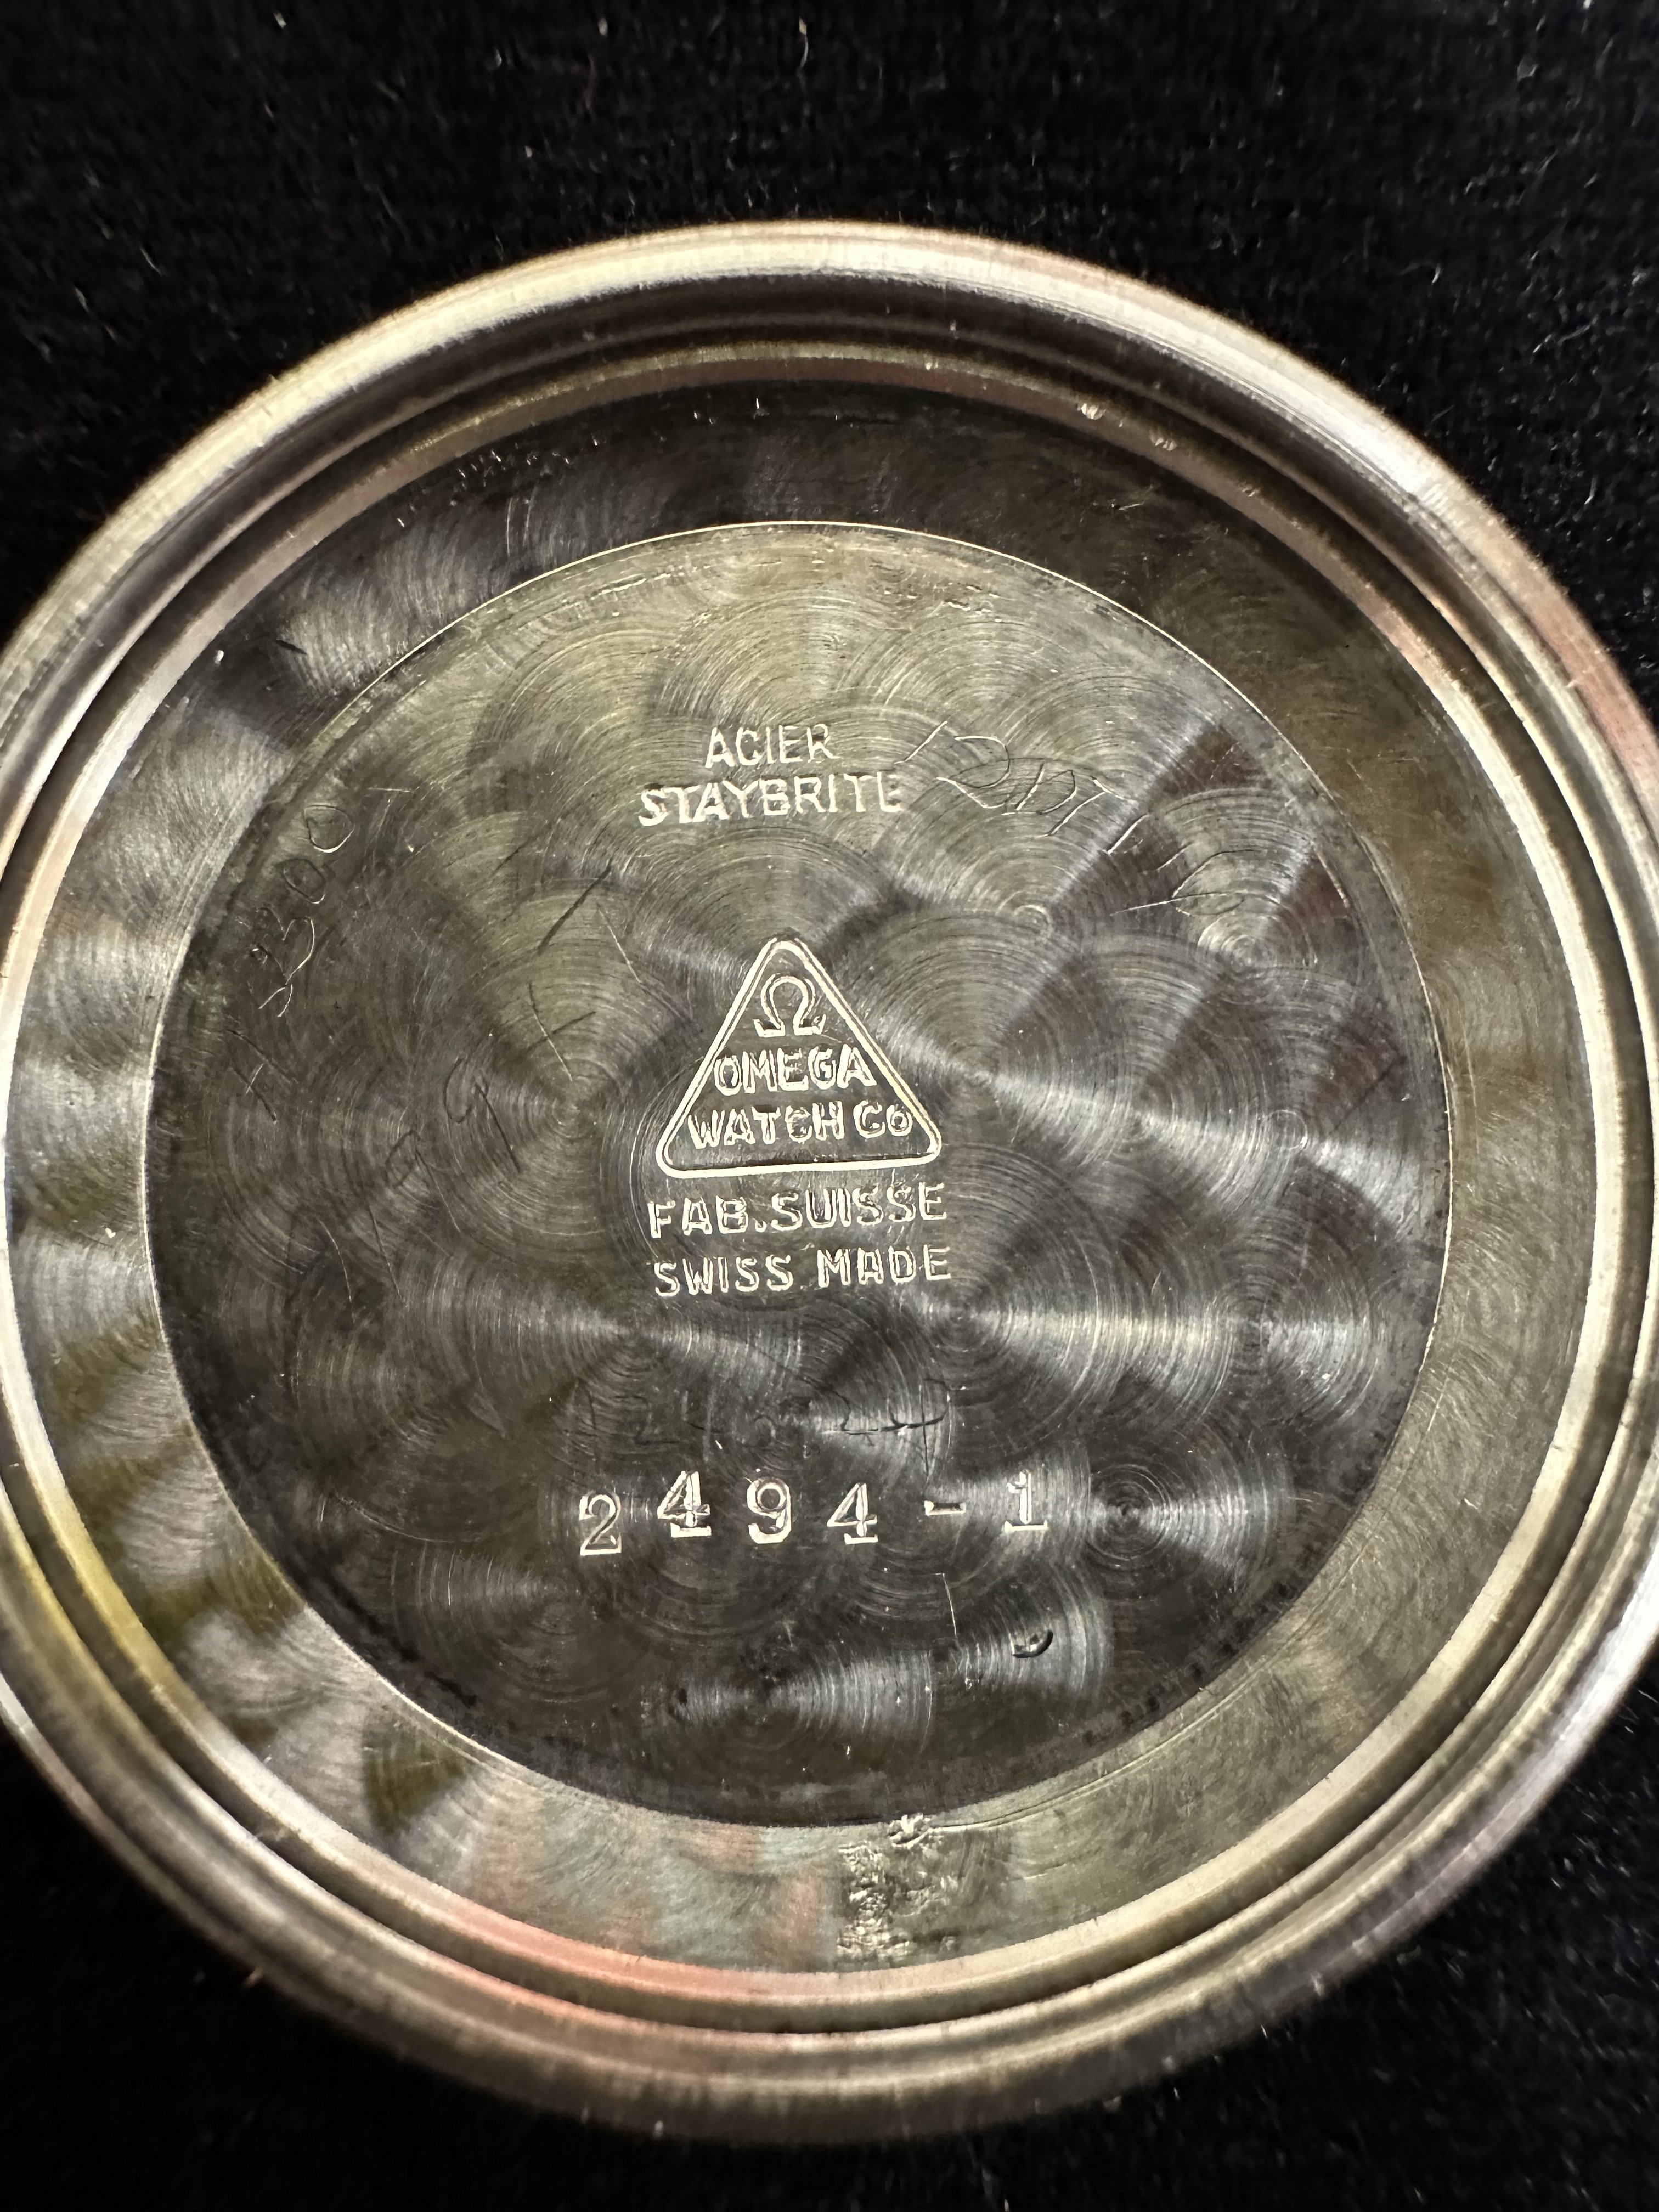 ACIER
STAYBRITE
Ω
OMEGA
WATCH Co
FAB. SUISSE
SWISS MADE
2494-1